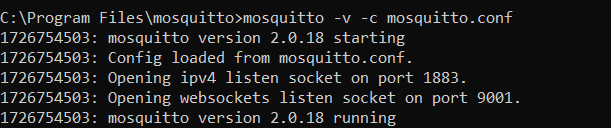 C:\Program Files\mosquitto>mosquitto -v -c mosquitto.conf
1726754503: mosquitto version 2.0.18 starting
1726754503: Config loaded from mosquitto.conf.
1726754503: Opening ipv4 listen socket on port 1883.
1726754503: Opening websockets listen socket on port 9001.
1726754503: mosquitto version 2.0.18 running